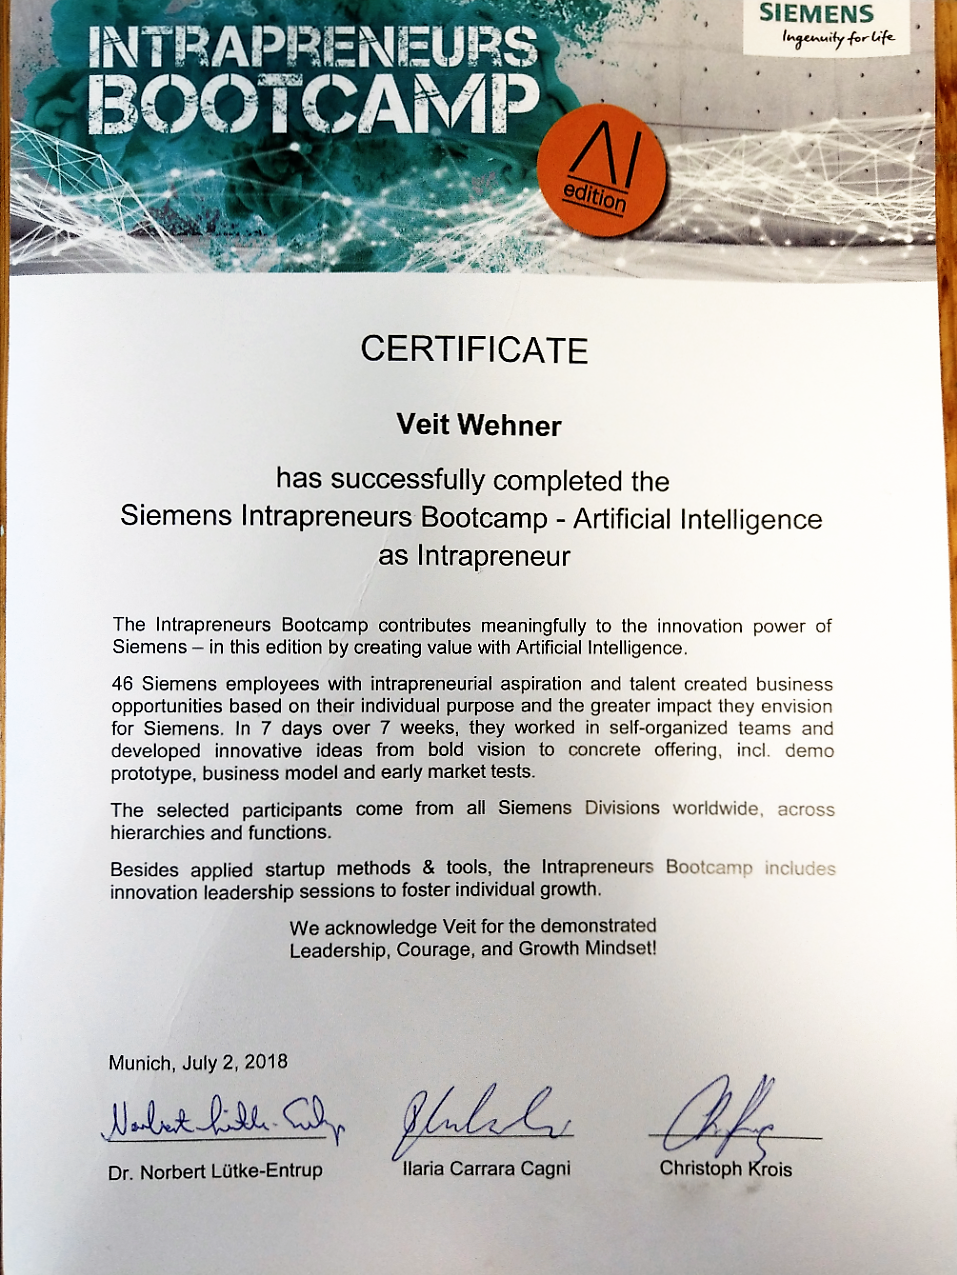 INTRAPRENEURS
BOOTCAMP
SIEMENS
Ingenuity for life
AI
edition
CERTIFICATE
Veit Wehner
has successfully completed the
Siemens Intrapreneurs Bootcamp - Artificial Intelligence
as Intrapreneur
The Intrapreneurs Bootcamp contributes meaningfully to the innovation power of
Siemens – in this edition by creating value with Artificial Intelligence.
46 Siemens employees with intrapreneurial aspiration and talent created business
opportunities based on their individual purpose and the greater impact they envision
for Siemens. In 7 days over 7 weeks, they worked in self-organized teams and
developed innovative ideas from bold vision to concrete offering, incl. demo
prototype, business model and early market tests.
The selected participants come from all Siemens Divisions worldwide, across
hierarchies and functions.
Besides applied startup methods & tools, the Intrapreneurs Bootcamp includes
innovation leadership sessions to foster individual growth.
We acknowledge Veit for the demonstrated
Leadership, Courage, and Growth Mindset!
Munich, July 2, 2018
Dr. Norbert Lütke-Entrup
Ilaria Carrara Cagni
Christoph Krois